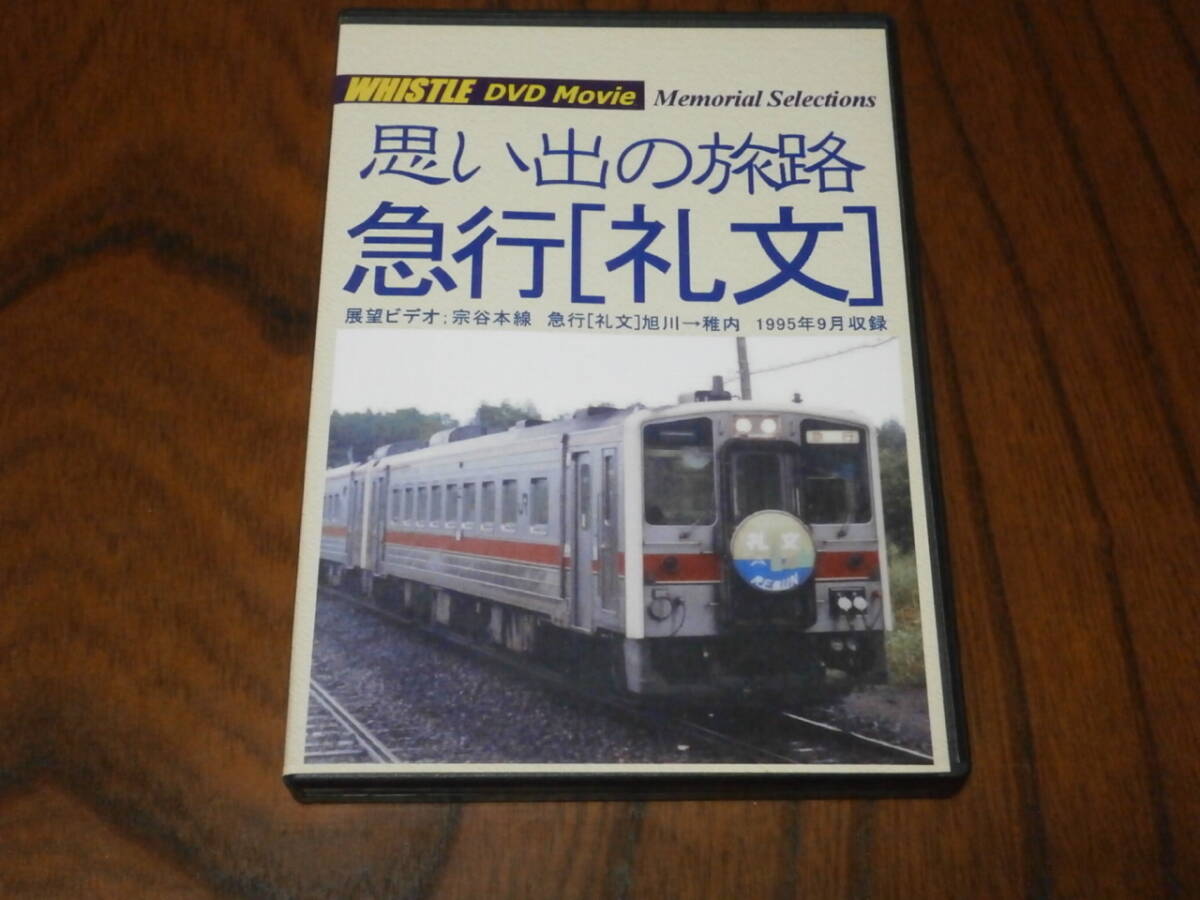 WHISTLE DVD Movie Memorial Selections
思い出の旅路
急行[礼文]
展望ビデオ；宗谷本線 急行[礼文]旭川→稚内 1995年9月収録
急行
礼文
REBUN